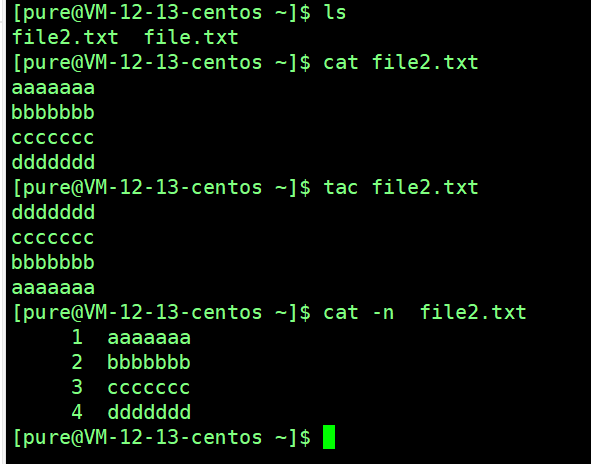 [pure@VM-12-13-centos ~]$ ls
file2.txt  file.txt
[pure@VM-12-13-centos ~]$ cat file2.txt
aaaaaaa
bbbbbbb
ccccccc
ddddddd
[pure@VM-12-13-centos ~]$ tac file2.txt
ddddddd
ccccccc
bbbbbbb
aaaaaaa
[pure@VM-12-13-centos ~]$ cat -n  file2.txt
     1  aaaaaaa
     2  bbbbbbb
     3  ccccccc
     4  ddddddd
[pure@VM-12-13-centos ~]$